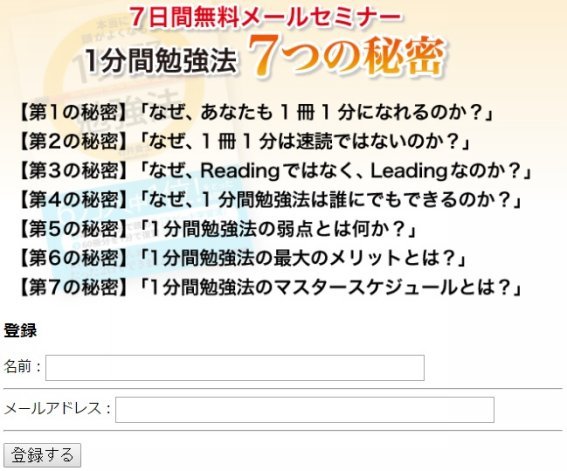 7日間無料メールセミナー
1分間勉強法 7つの秘密
【第1の秘密】「なぜ、あなたも1冊1分になれるのか？」
【第2の秘密】「なぜ、1冊1分は速読ではないのか？」
【第3の秘密】「なぜ、Readingではなく、Leadingなのか？」
【第4の秘密】「なぜ、1分間勉強法は誰にでもできるのか？」
【第5の秘密】「1分間勉強法の弱点とは何か？」
【第6の秘密】「1分間勉強法の最大のメリットとは？」
【第7の秘密】「1分間勉強法のマスタースケジュールとは？」
登録
名前：
メールアドレス：
登録する